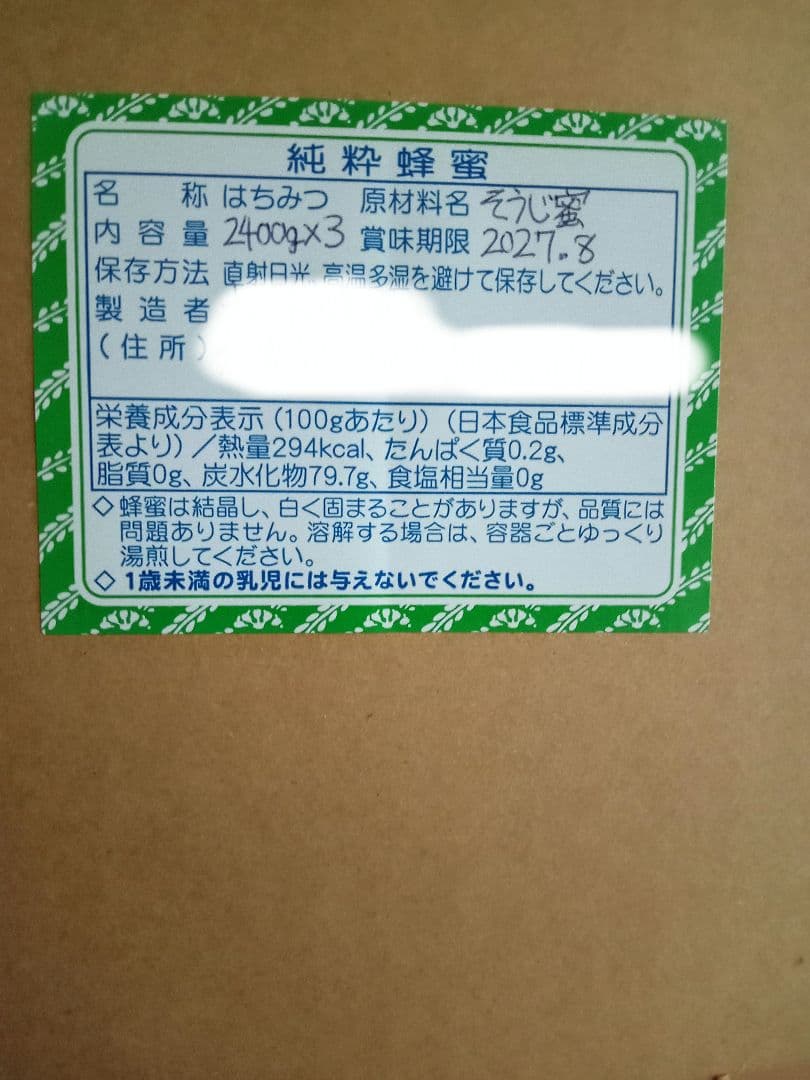 純粋蜂蜜
名称 はちみつ 原材料名 そうじ蜜
内容量 2400g×3 賞味期限 2027.8
保存方法 直射日光、高温多湿を避けて保存してください。
製造者
(住所)
栄養成分表示(100gあたり)(日本食品標準成分
表より)/熱量294kcal、たんぱく質0.2g、
脂質0g、炭水化物79.7g、食塩相当量0g
◇蜂蜜は結晶し、白く固まることがありますが、品質には
問題ありません。溶解する場合は、容器ごとゆっくり
湯煎してください。
◇1歳未満の乳児には与えないでください。